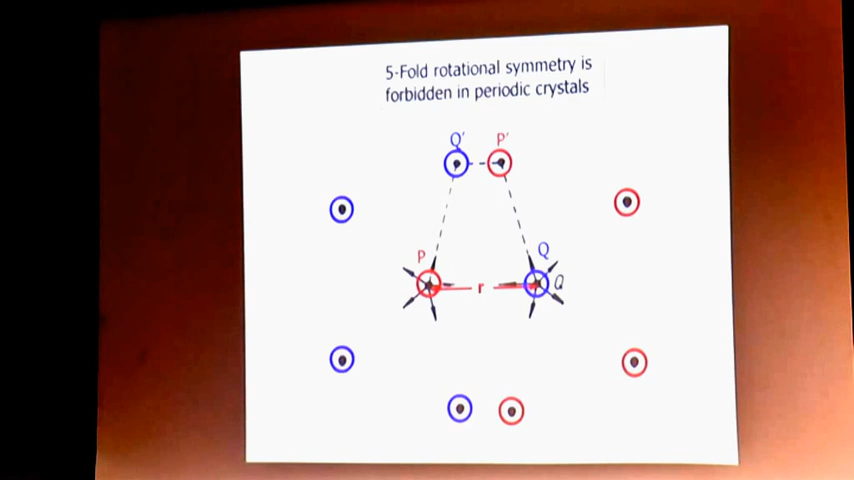 5-Fold rotational symmetry is
forbidden in periodic crystals
Q' P'
P Q
r Q